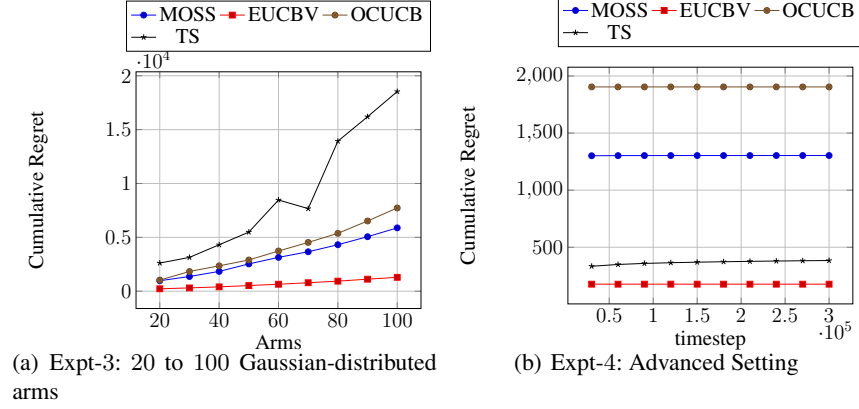 MOSS EUCBV OCUCB
TS
·10^4
2
1.5
1
0.5
0
Cumulative Regret
20 40 60 80 100
Arms
(a) Expt-3: 20 to 100 Gaussian-distributed
arms
MOSS EUCBV OCUCB
TS
2,000
1,500
1,000
500
Cumulative Regret
0.5 1 1.5 2 2.5 3
timestep
·10^5
(b) Expt-4: Advanced Setting